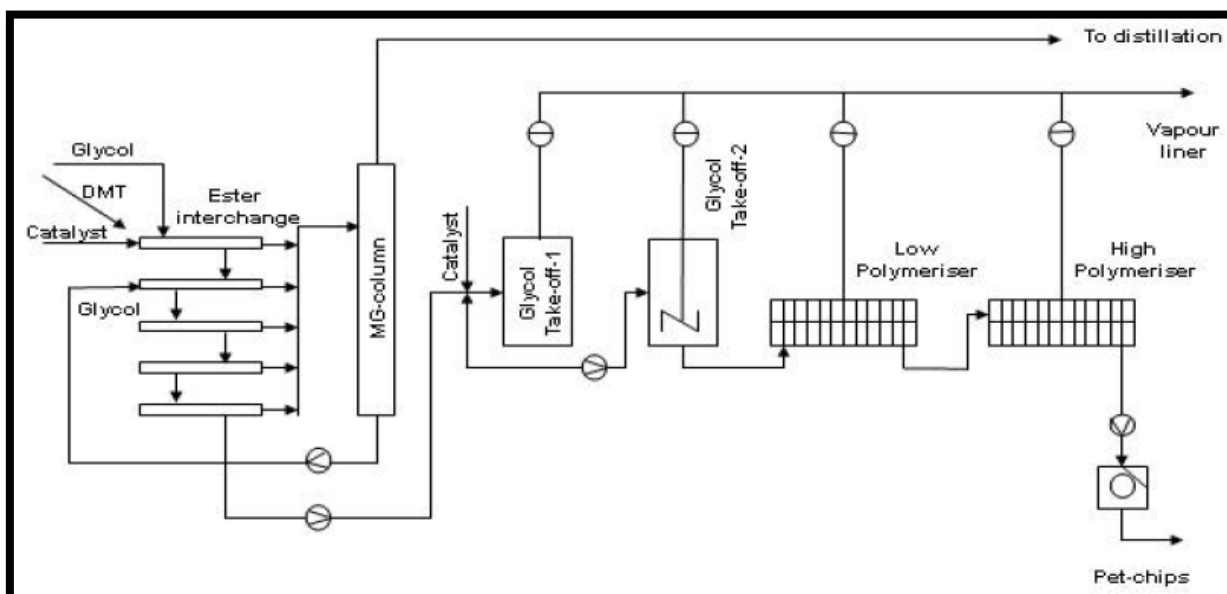 To distillation
Vapour
liner
Glycol
DMT
Ester
interchange
Catalyst
Glycol
MG-column
Catalyst
Glycol
Take-off-1
Glycol
Take-off-2
Low
Polymeriser
High
Polymeriser
Pet-chips